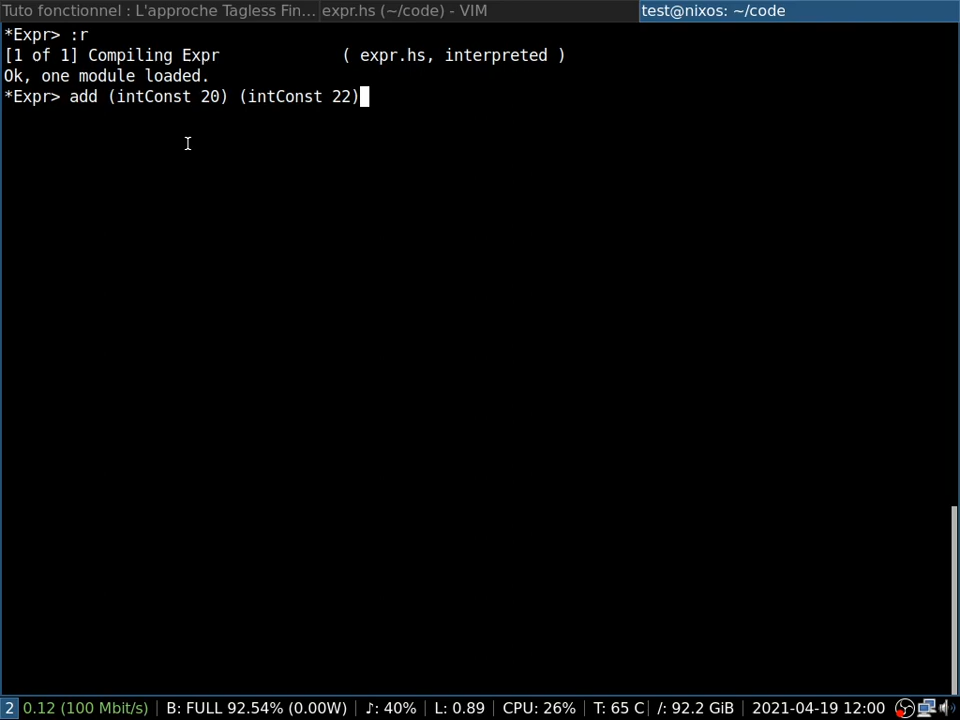 Tuto fonctionnel : L'approche Tagless Fin... expr.hs (~/code) - VIM test@nixos: ~/code
*Expr> :r
[1 of 1] Compiling Expr             ( expr.hs, interpreted )
Ok, one module loaded.
*Expr> add (intConst 20) (intConst 22)
2 0.12 (100 Mbit/s) | B: FULL 92.54% (0.00W) | ♪: 40% | L: 0.89 | CPU: 26% | T: 65 C | /: 92.2 GiB | 2021-04-19 12:00